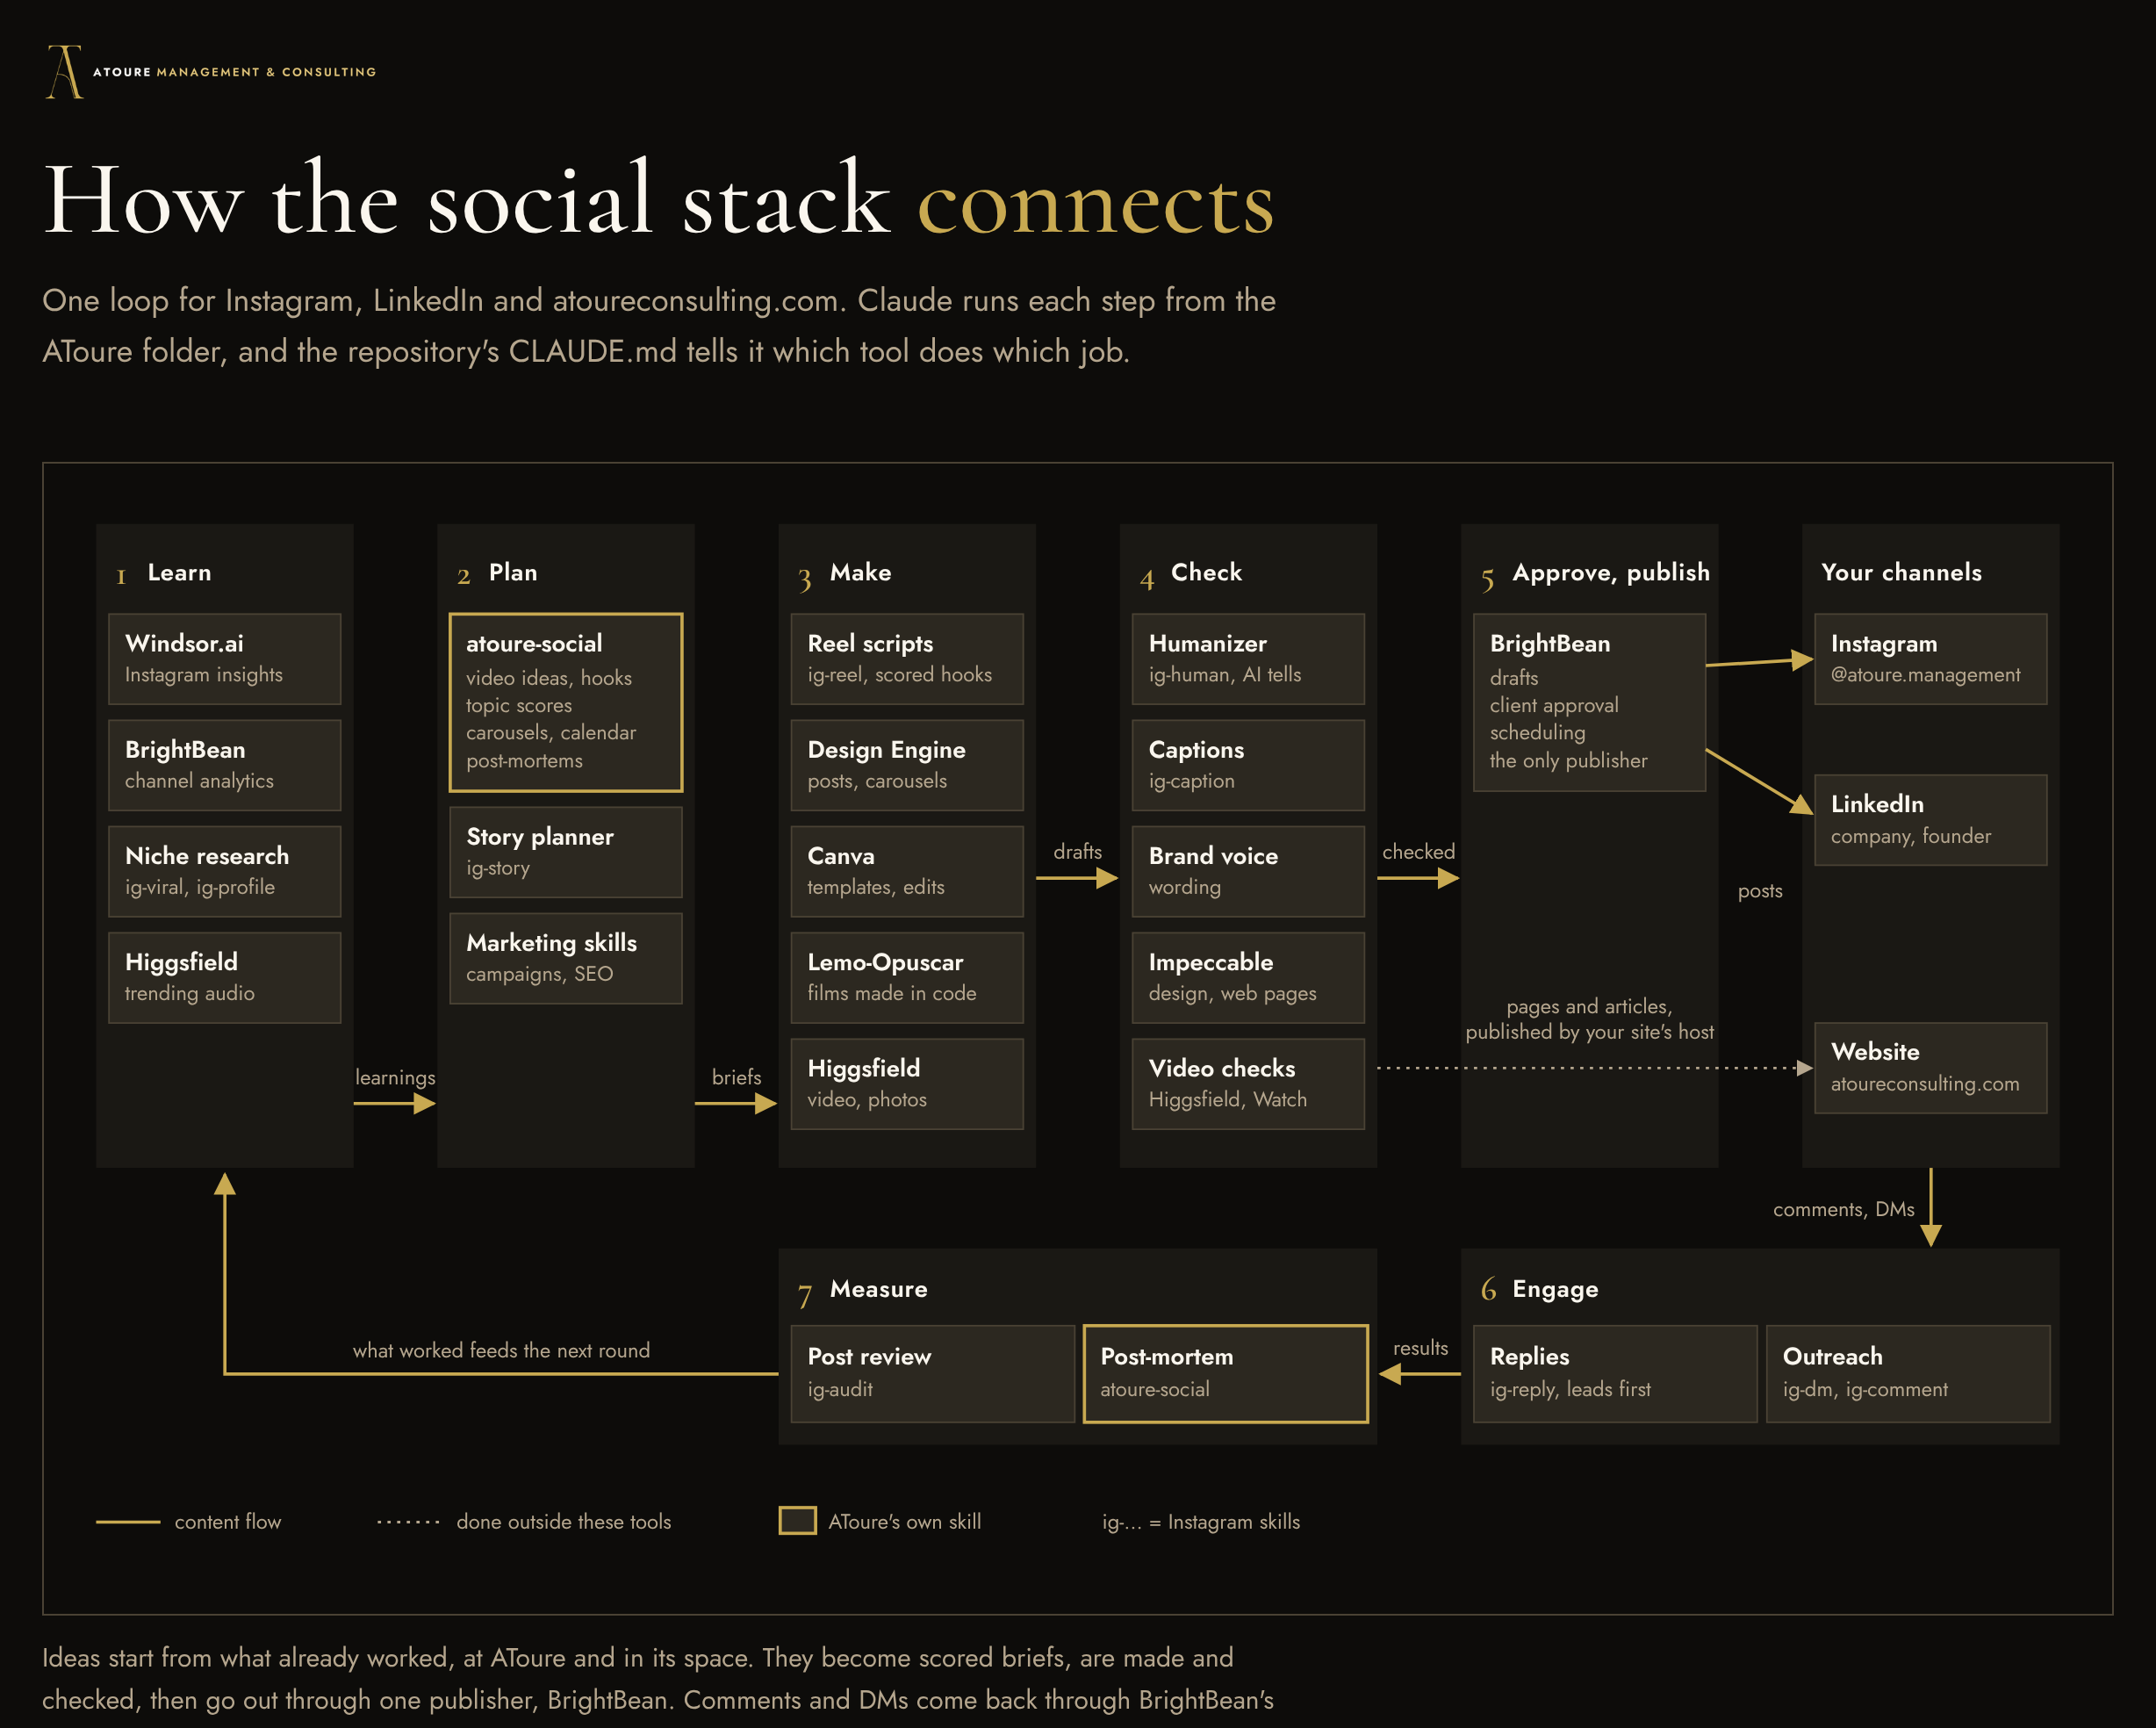 ATOURE MANAGEMENT & CONSULTING
How the social stack connects
One loop for Instagram, LinkedIn and atoureconsulting.com. Claude runs each step from the
AToure folder, and the repository's CLAUDE.md tells it which tool does which job.
1 Learn
Windsor.ai
Instagram insights
BrightBean
channel analytics
Niche research
ig-viral, ig-profile
Higgsfield
trending audio
learnings
2 Plan
atoure-social
video ideas, hooks
topic scores
carousels, calendar
post-mortems
Story planner
ig-story
Marketing skills
campaigns, SEO
briefs
3 Make
Reel scripts
ig-reel, scored hooks
Design Engine
posts, carousels
Canva
templates, edits
Lemo-Opuscar
films made in code
Higgsfield
video, photos
drafts
4 Check
Humanizer
ig-human, AI tells
Captions
ig-caption
Brand voice
wording
Impeccable
design, web pages
Video checks
Higgsfield, Watch
checked
5 Approve, publish
BrightBean
drafts
client approval
scheduling
the only publisher
posts
pages and articles,
published by your site's host
Your channels
Instagram
@atoure.management
LinkedIn
company, founder
Website
atoureconsulting.com
comments, DMs
6 Engage
Replies
ig-reply, leads first
Outreach
ig-dm, ig-comment
results
7 Measure
Post review
ig-audit
Post-mortem
atoure-social
what worked feeds the next round
content flow
done outside these tools
AToure's own skill
ig-... = Instagram skills
Ideas start from what already worked, at AToure and in its space. They become scored briefs, are made and
checked, then go out through one publisher, BrightBean. Comments and DMs come back through BrightBean's